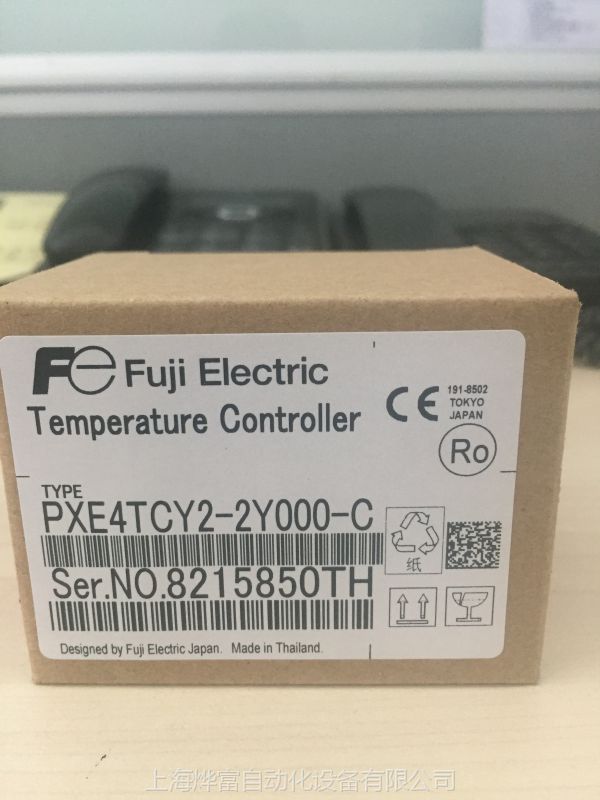 Fe Fuji Electric
Temperature Controller
CE
191-8502
TOKYO
JAPAN
Ro
TYPE
PXE4TCY2-2Y000-C
纸
Ser.NO.8215850TH
Designed by Fuji Electric Japan. Made in Thailand.
上海烨富自动化设备有限公司